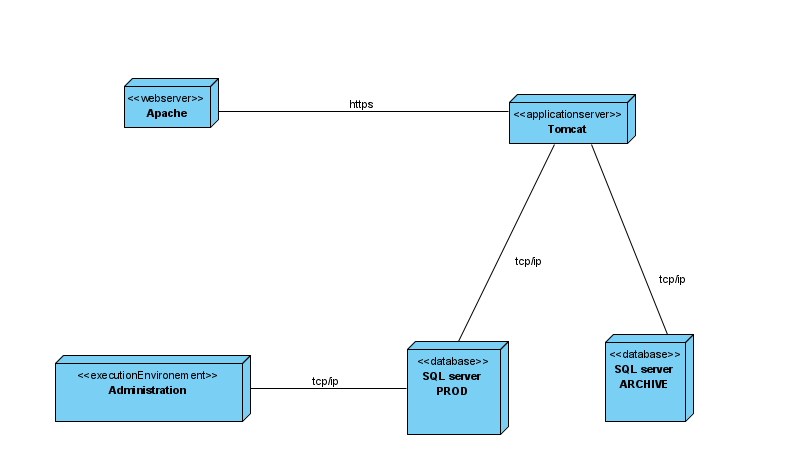 <<webserver>>
Apache
https
<<applicationserver>>
Tomcat
tcp/ip
tcp/ip
<<executionEnvironement>>
Administration
tcp/ip
<<database>>
SQL server
PROD
<<database>>
SQL server
ARCHIVE